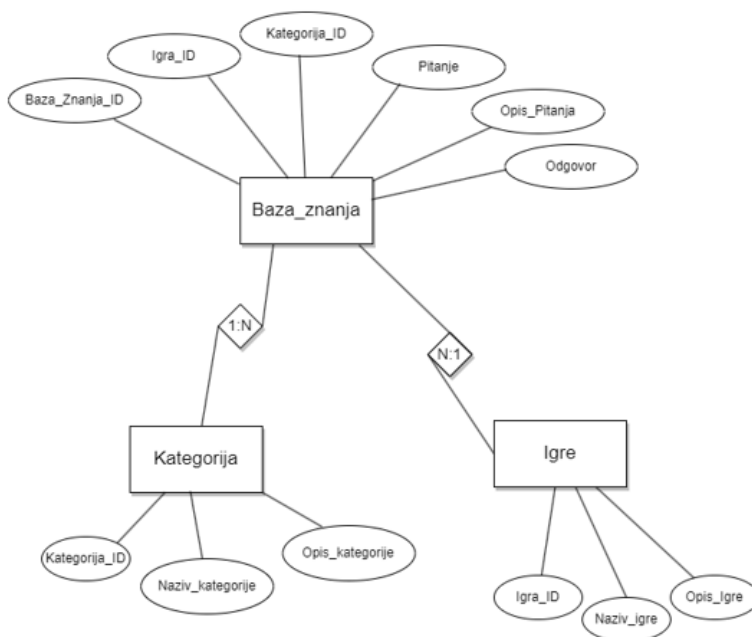 Kategorija_ID
Igra_ID
Pitanje
Baza_Znanja_ID
Opis_Pitanja
Odgovor
Baza_znanja
1:N
N:1
Kategorija
Igre
Kategorija_ID
Naziv_kategorije
Opis_kategorije
Igra_ID
Naziv_igre
Opis_Igre